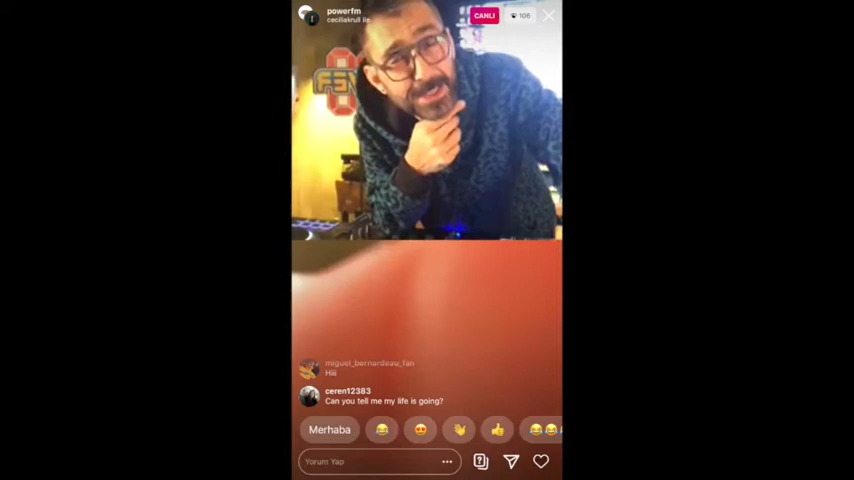 powerfm
ceciliakrull ile
CANLI
106
miguel_bernardeau_fan
Hiii
ceren12383
Can you tell me my life is going?
Merhaba
Yorum Yap